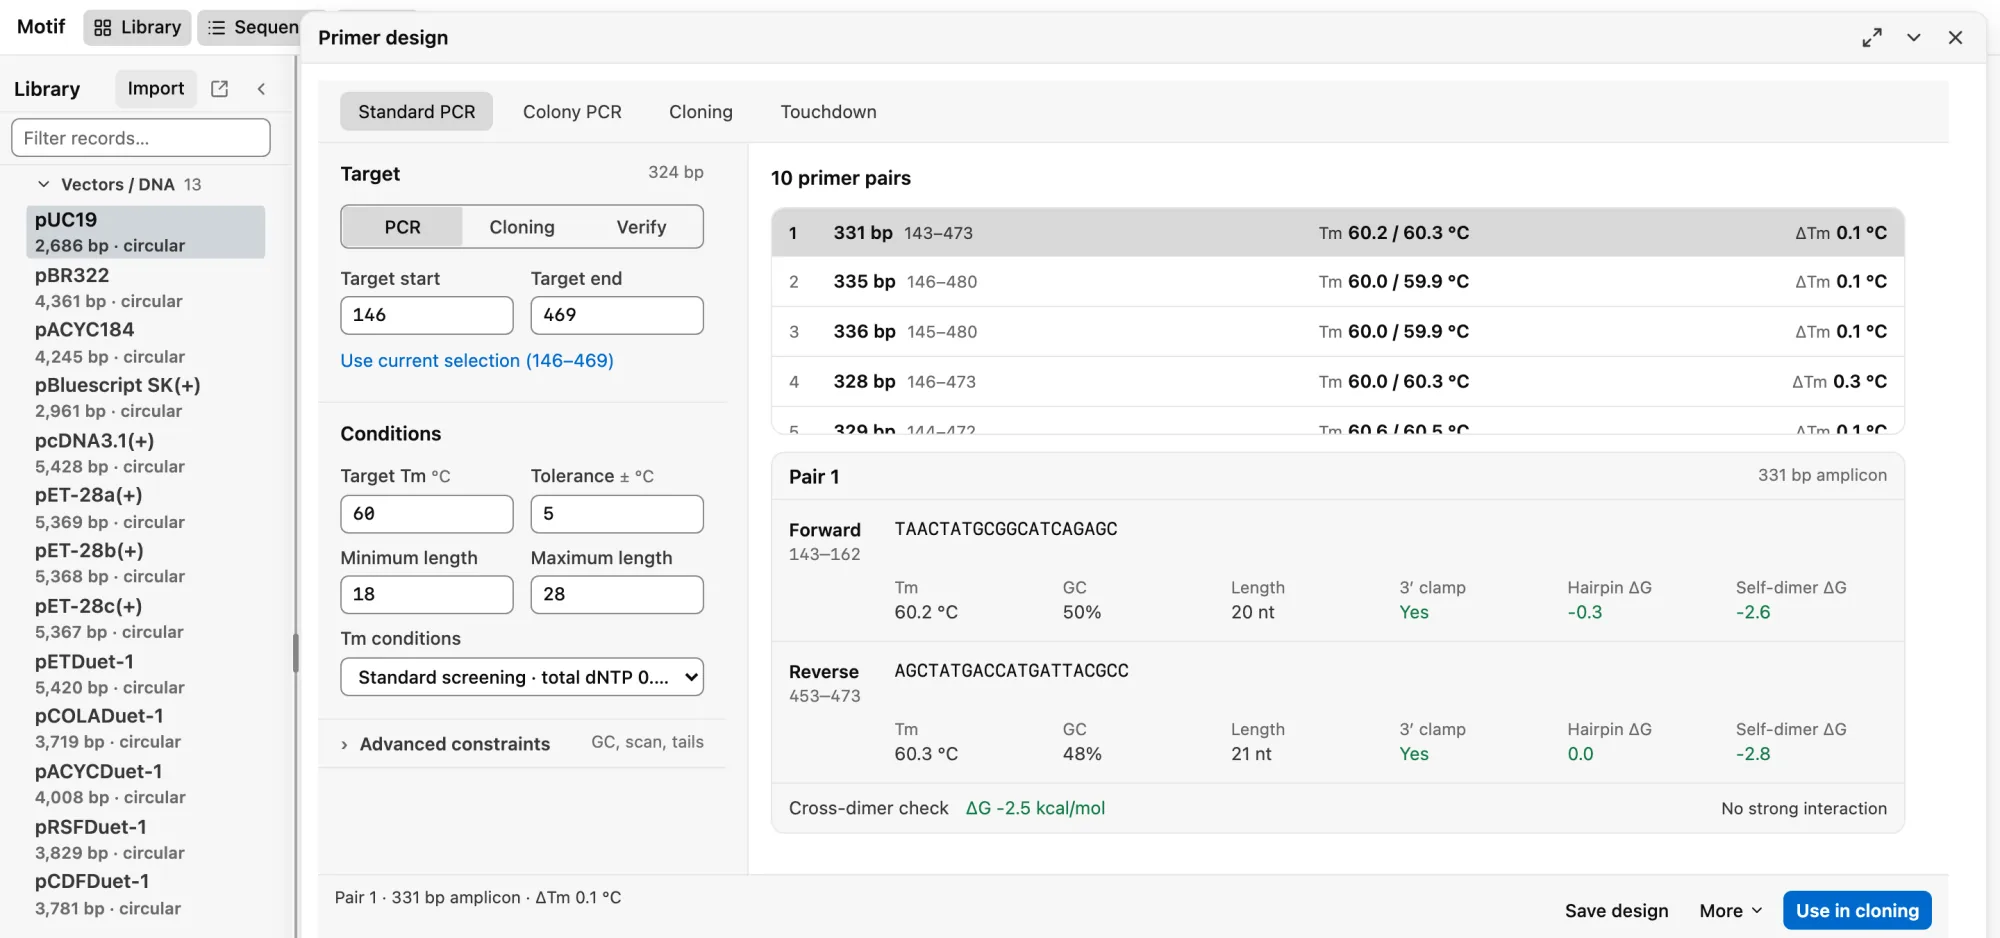 Motif
Library
Sequen
Primer design
Library
Import
Filter records...
Vectors / DNA 13
pUC19
2,686 bp · circular
pBR322
4,361 bp · circular
pACYC184
4,245 bp · circular
pBluescript SK(+)
2,961 bp · circular
pcDNA3.1(+)
5,428 bp · circular
pET-28a(+)
5,369 bp · circular
pET-28b(+)
5,368 bp · circular
pET-28c(+)
5,367 bp · circular
pETDuet-1
5,420 bp · circular
pCOLADuet-1
3,719 bp · circular
pACYCDuet-1
4,008 bp · circular
pRSFDuet-1
3,829 bp · circular
pCDFDuet-1
3,781 bp · circular
Standard PCR Colony PCR Cloning Touchdown
Target 324 bp
PCR Cloning Verify
Target start Target end
146 469
Use current selection (146–469)
Conditions
Target Tm °C Tolerance ± °C
60 5
Minimum length Maximum length
18 28
Tm conditions
Standard screening · total dNTP 0....
Advanced constraints GC, scan, tails
10 primer pairs
1 331 bp 143–473 Tm 60.2 / 60.3 °C ΔTm 0.1 °C
2 335 bp 146–480 Tm 60.0 / 59.9 °C ΔTm 0.1 °C
3 336 bp 145–480 Tm 60.0 / 59.9 °C ΔTm 0.1 °C
4 328 bp 146–473 Tm 60.0 / 60.3 °C ΔTm 0.3 °C
5 329 bp 144–472 Tm 60.6 / 60.5 °C ΔTm 0.1 °C
Pair 1 331 bp amplicon
Forward TAACTATGCGGCATCAGAGC
143–162
Tm GC Length 3′ clamp Hairpin ΔG Self-dimer ΔG
60.2 °C 50% 20 nt Yes -0.3 -2.6
Reverse AGCTATGACCATGATTACGCC
453–473
Tm GC Length 3′ clamp Hairpin ΔG Self-dimer ΔG
60.3 °C 48% 21 nt Yes 0.0 -2.8
Cross-dimer check ΔG -2.5 kcal/mol No strong interaction
Pair 1 · 331 bp amplicon · ΔTm 0.1 °C
Save design More Use in cloning